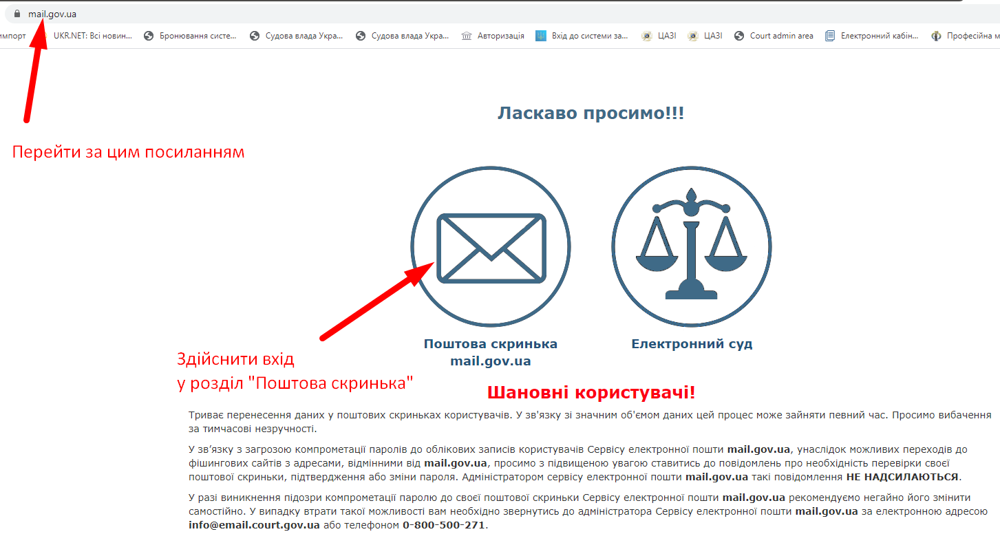 mail.gov.ua
импорт UKR.NET: Всі новин... Бронювання систе... Судова влада Укра... Судова влада Укра... Авторизація Вхід до системи за... ЦАЗІ ЦАЗІ Court admin area Електронний кабін... Професійна м
Ласкаво просимо!!!
Перейти за цим посиланням
Поштова скринька
mail.gov.ua
Електронний суд
Здійснити вхід
у розділ "Поштова скринька"
Шановні користувачі!
Триває перенесення даних у поштових скриньках користувачів. У зв'язку зі значним об'ємом даних цей процес може зайняти певний час. Просимо вибачення
за тимчасові незручності.
У зв’язку з загрозою компрометації паролів до облікових записів користувачів Сервісу електронної пошти mail.gov.ua, унаслідок можливих переходів до
фішингових сайтів з адресами, відмінними від mail.gov.ua, просимо з підвищеною увагою ставитись до повідомлень про необхідність перевірки своєї
поштової скриньки, підтвердження або зміни пароля. Адміністратором сервісу електронної пошти mail.gov.ua такі повідомлення НЕ НАДСИЛАЮТЬСЯ.
У разі виникнення підозри компрометації паролю до своєї поштової скриньки Сервісу електронної пошти mail.gov.ua рекомендуємо негайно його змінити
самостійно. У випадку втрати такої можливості вам необхідно звернутись до адміністратора Сервісу електронної пошти mail.gov.ua за електронною адресою
info@email.court.gov.ua або телефоном 0-800-500-271.